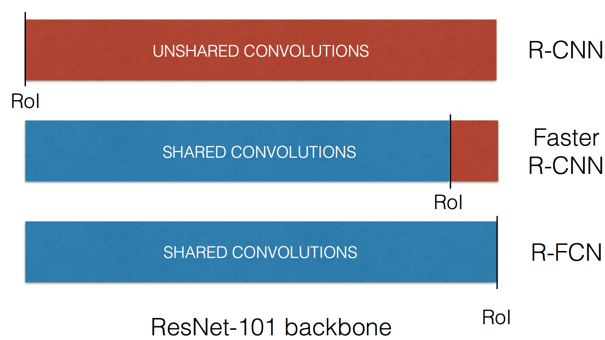 UNSHARED CONVOLUTIONS
R-CNN
RoI
SHARED CONVOLUTIONS
Faster
R-CNN
RoI
SHARED CONVOLUTIONS
R-FCN
RoI
ResNet-101 backbone